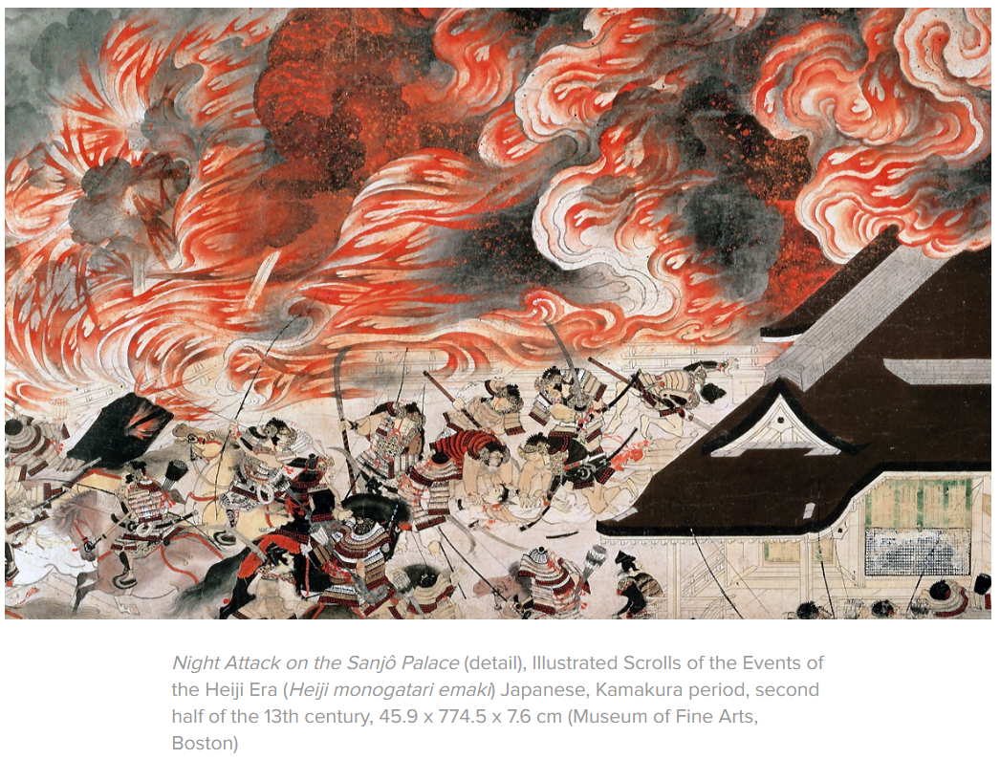 Night Attack on the Sanjô Palace (detail), Illustrated Scrolls of the Events of
the Heiji Era (Heiji monogatari emaki) Japanese, Kamakura period, second
half of the 13th century, 45.9 x 774.5 x 7.6 cm (Museum of Fine Arts,
Boston)